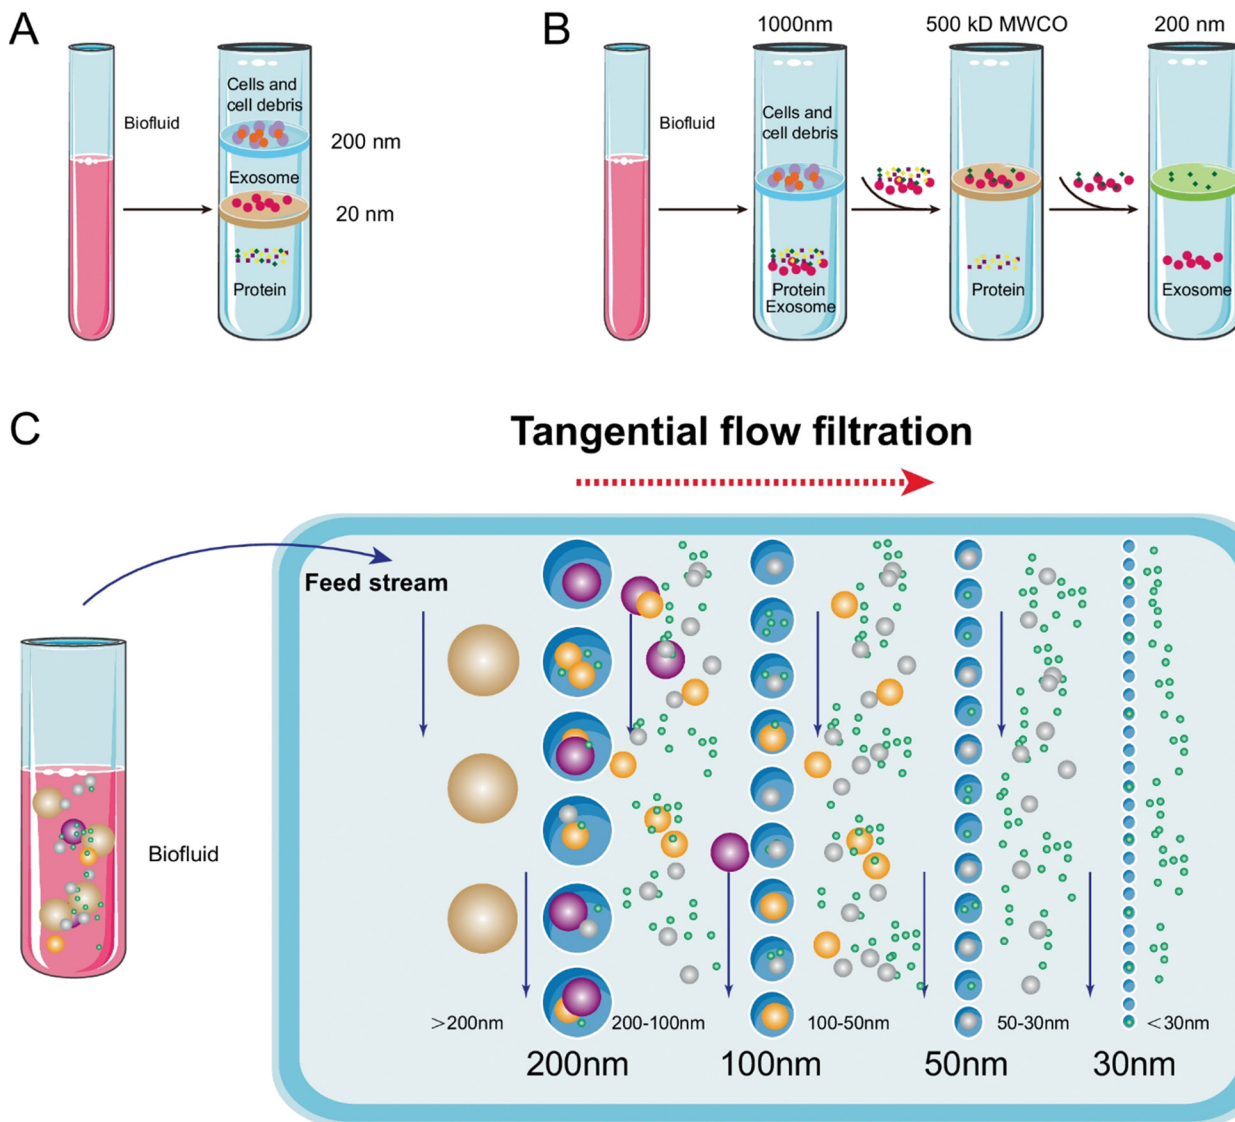 A
Biofluid
Cells and
cell debris
200 nm
Exosome
20 nm
Protein
B
1000nm
500 kD MWCO
200 nm
Biofluid
Cells and
cell debris
Protein
Exosome
Protein
Exosome
C
Tangential flow filtration
Feed stream
Biofluid
>200nm
200-100nm
100-50nm
50-30nm
<30nm
200nm
100nm
50nm
30nm